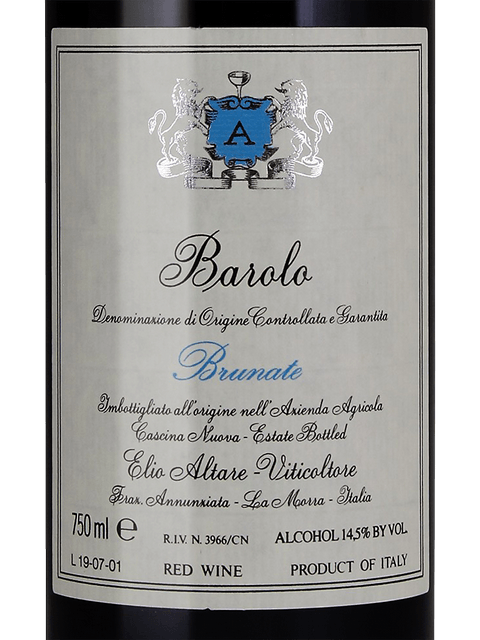 A
Barolo
Denominazione di Origine Controllata e Garantita
Brunate
Imbottigliato all'origine nell'Azienda Agricola
Cascina Nuova - Estate Bottled
Elio Altare - Viticoltore
Fraz. Annunziata - La Morra - Italia
750 ml e R.I.V. N. 3966/CN ALCOHOL 14,5% BY VOL.
L 19-07-01 RED WINE PRODUCT OF ITALY